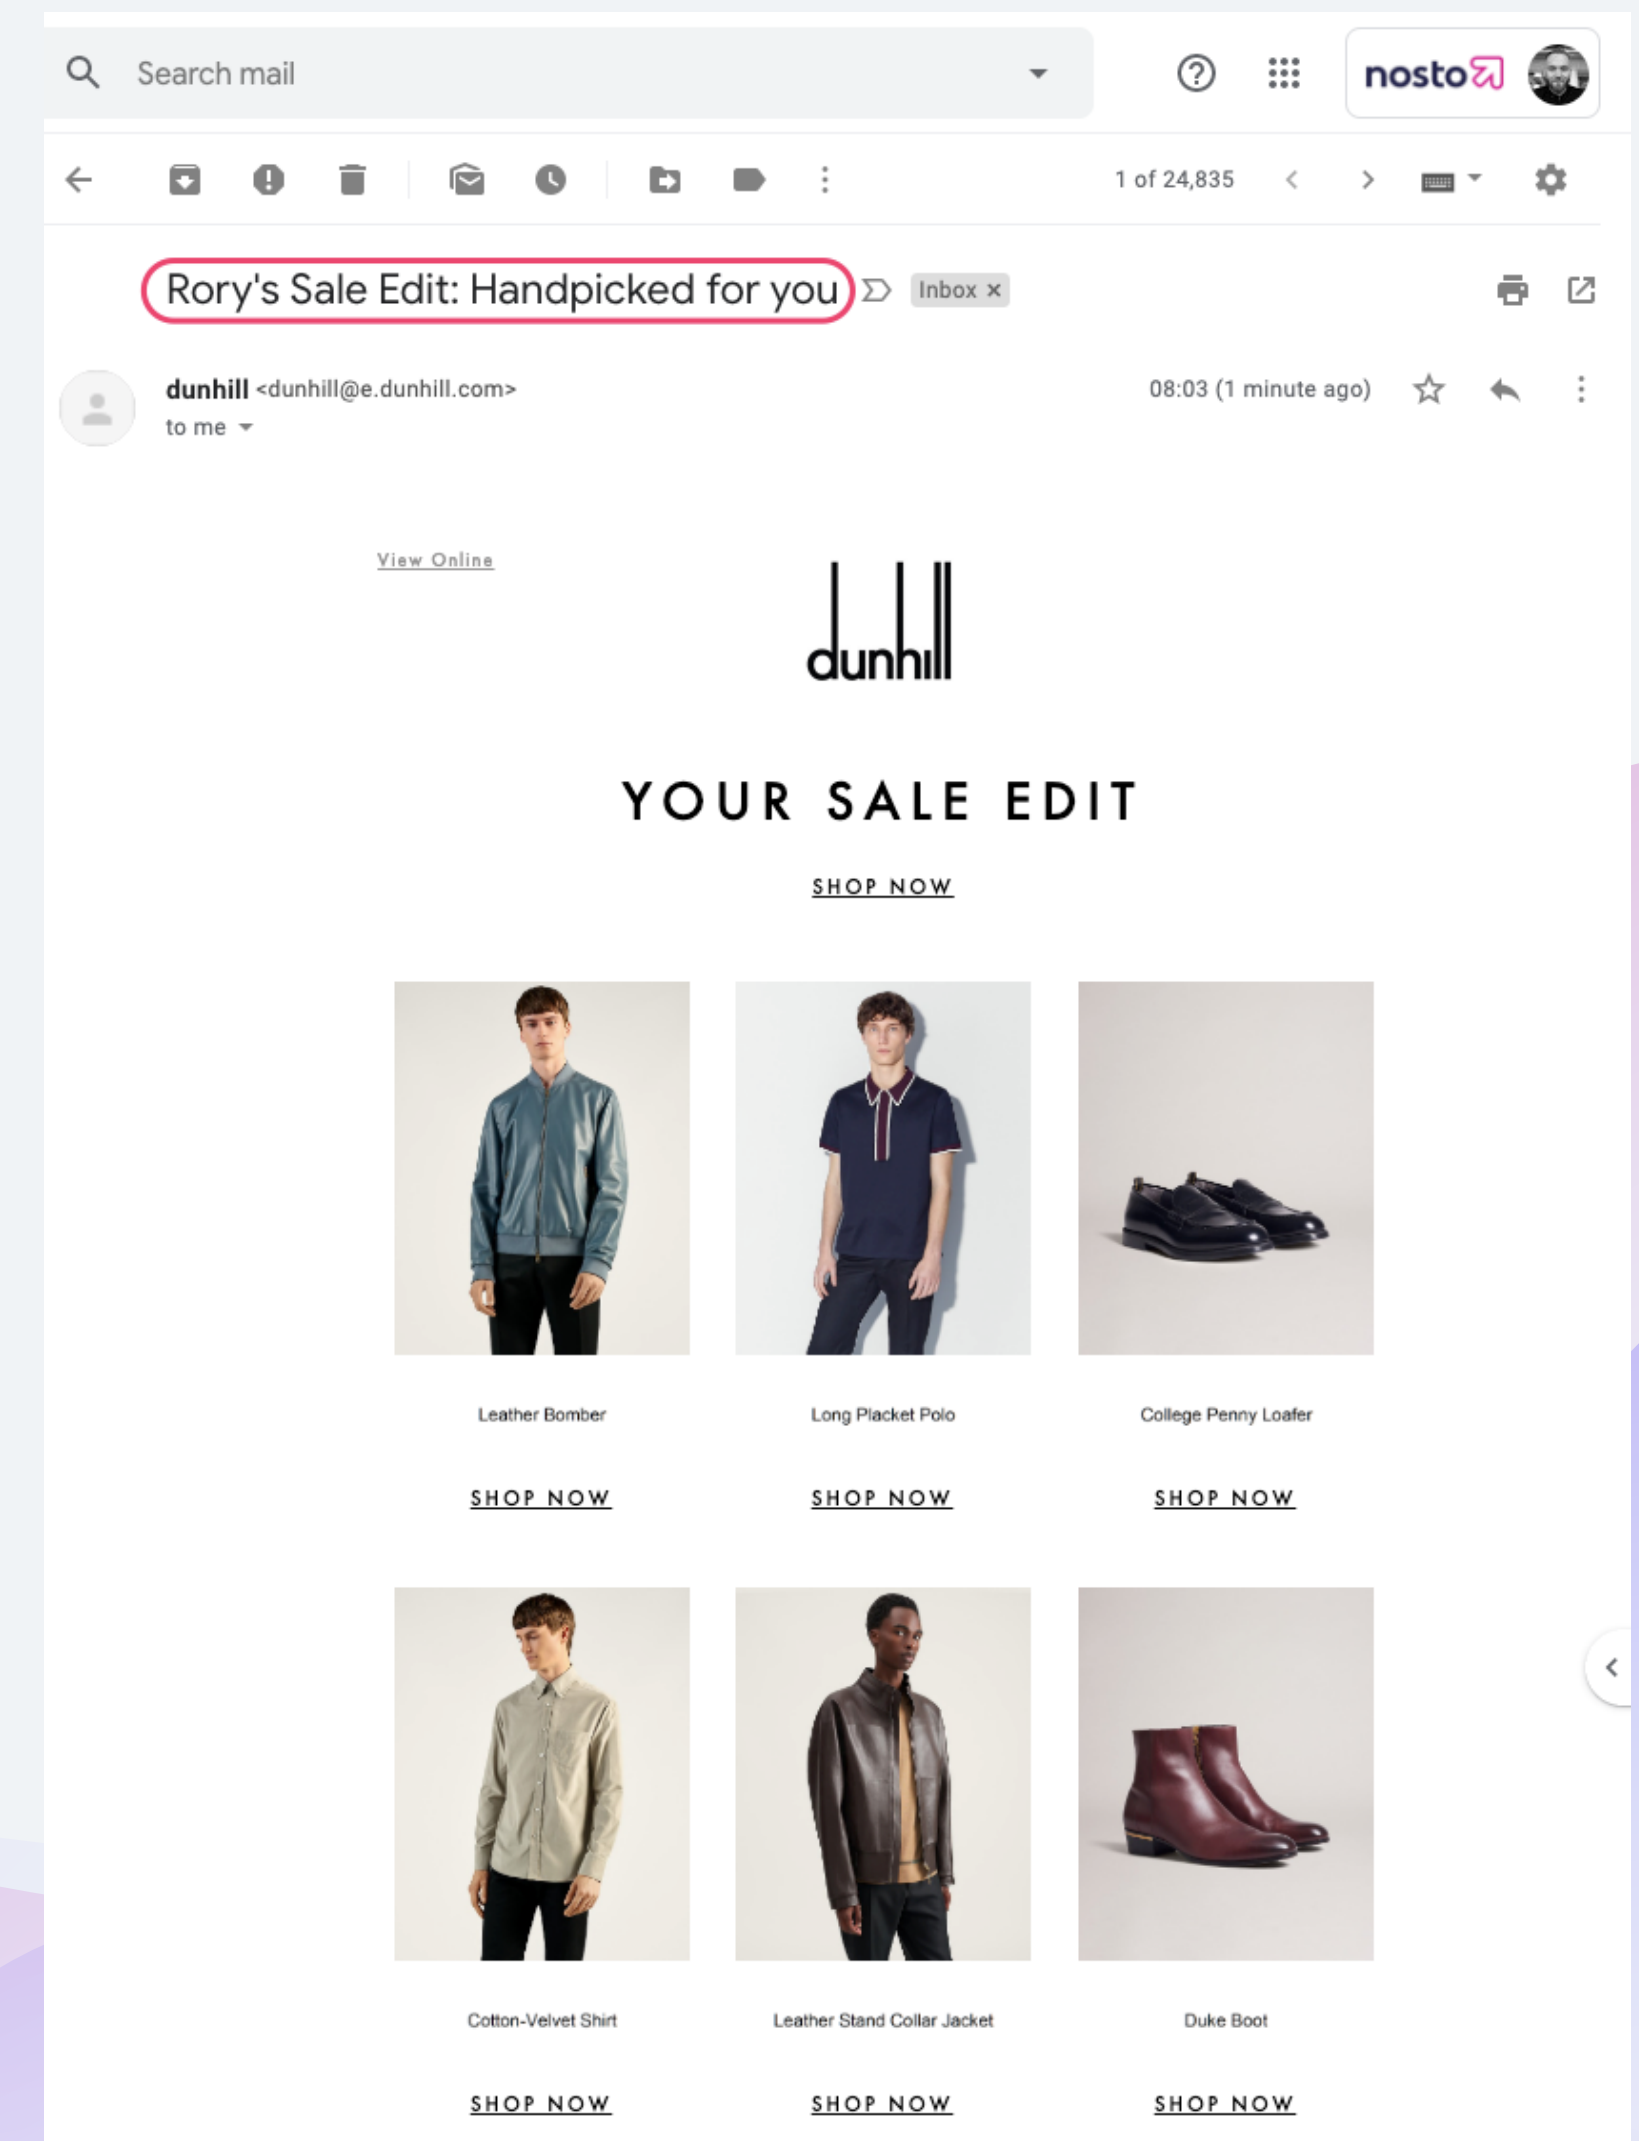 Search mail
nosto
1 of 24,835
Rory's Sale Edit: Handpicked for you
Inbox ×
dunhill <dunhill@e.dunhill.com>
08:03 (1 minute ago)
to me
View Online
dunhill
YOUR SALE EDIT
SHOP NOW
Leather Bomber
Long Placket Polo
College Penny Loafer
SHOP NOW
SHOP NOW
SHOP NOW
Cotton-Velvet Shirt
Leather Stand Collar Jacket
Duke Boot
SHOP NOW
SHOP NOW
SHOP NOW